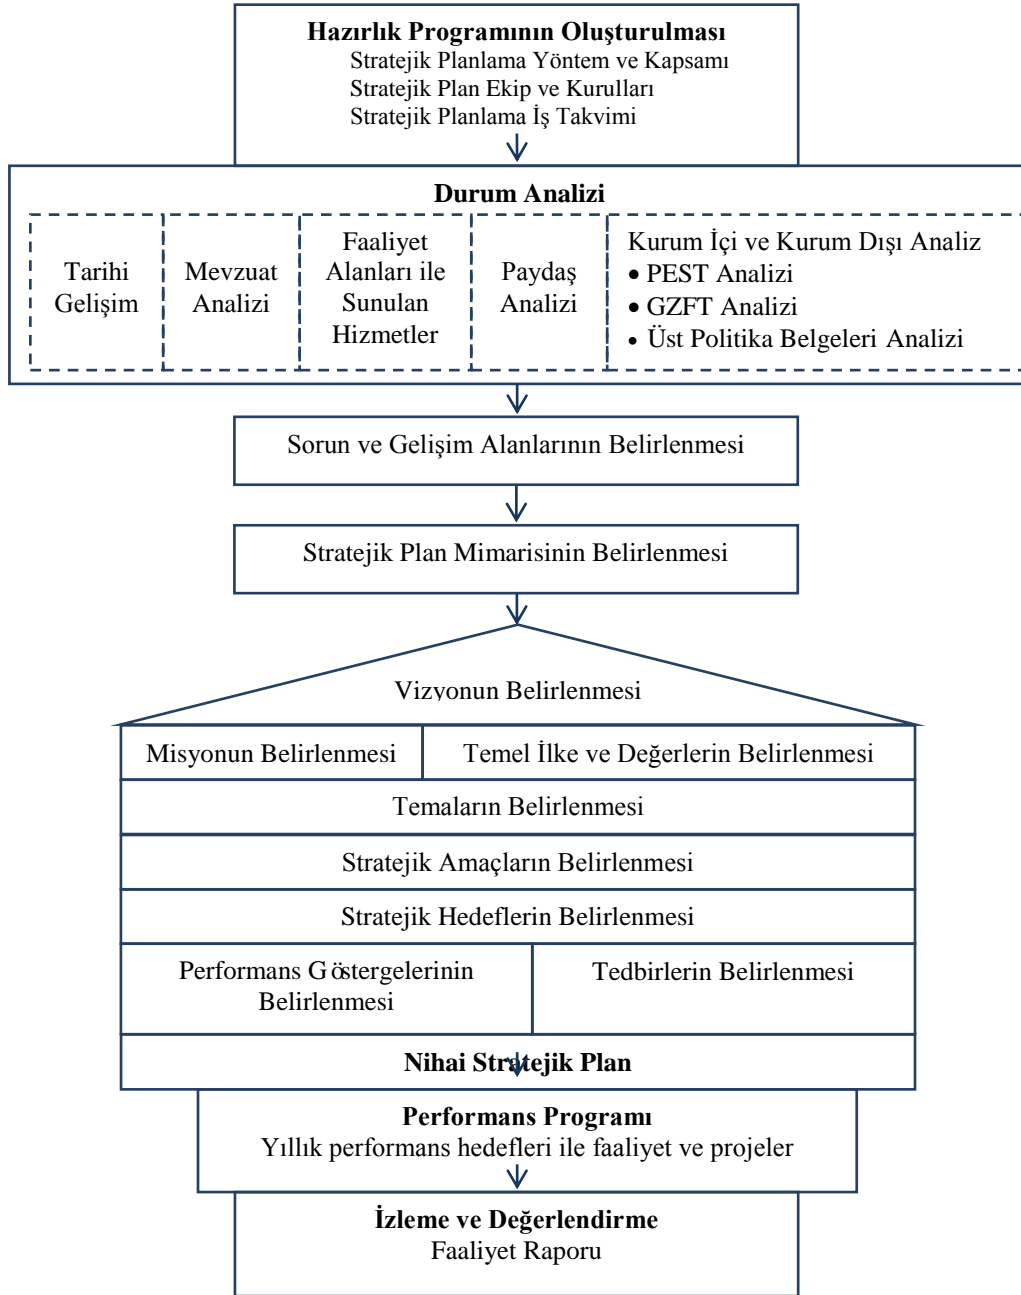 Hazırlık Programının Oluşturulması
Stratejik Planlama Yöntem ve Kapsamı
Stratejik Plan Ekip ve Kurulları
Stratejik Planlama İş Takvimi
Durum Analizi
Tarihi
Gelişim
Mevzuat
Analizi
Faaliyet
Alanları ile
Sunulan
Hizmetler
Paydaş
Analizi
Kurum İçi ve Kurum Dışı Analiz
• PEST Analizi
• GZFT Analizi
• Üst Politika Belgeleri Analizi
Sorun ve Gelişim Alanlarının Belirlenmesi
Stratejik Plan Mimarisinin Belirlenmesi
Vizyonun Belirlenmesi
Misyonun Belirlenmesi
Temel İlke ve Değerlerin Belirlenmesi
Temaların Belirlenmesi
Stratejik Amaçların Belirlenmesi
Stratejik Hedeflerin Belirlenmesi
Performans Göstergelerinin
Belirlenmesi
Tedbirlerin Belirlenmesi
Nihai Stratejik Plan
Performans Programı
Yıllık performans hedefleri ile faaliyet ve projeler
İzleme ve Değerlendirme
Faaliyet Raporu